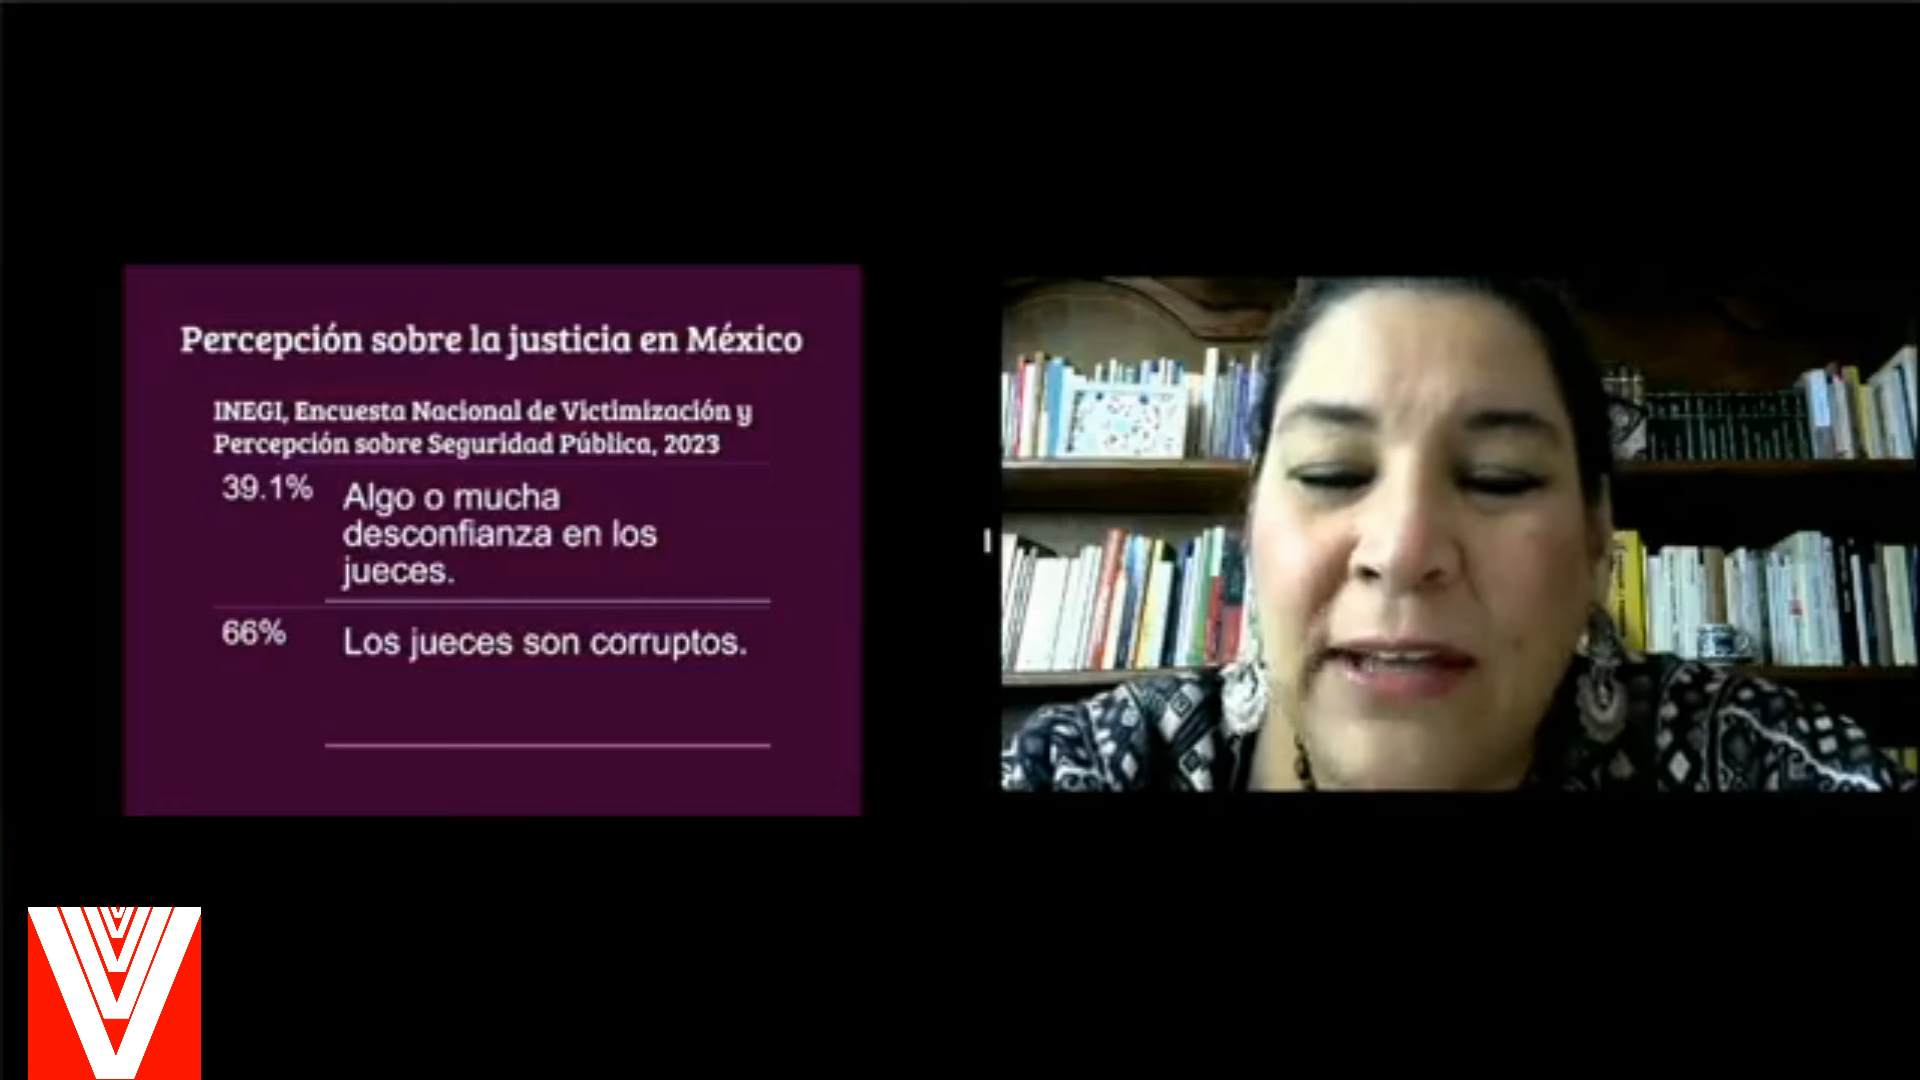 Percepción sobre la justicia en México
INEGI, Encuesta Nacional de Victimización y
Percepción sobre Seguridad Pública, 2023
39.1%
Algo o mucha
desconfianza en los
jueces.
66%
Los jueces son corruptos.